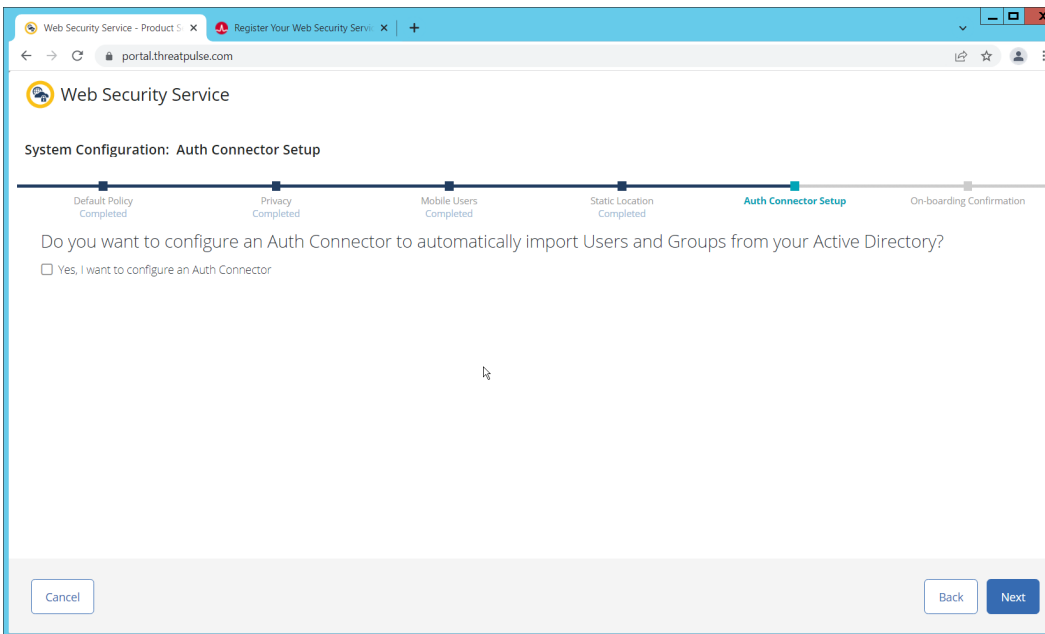 Web Security Service - Product S
Register Your Web Security Servic
portal.threatpulse.com
Web Security Service
System Configuration: Auth Connector Setup
Default Policy
Completed
Privacy
Completed
Mobile Users
Completed
Static Location
Completed
Auth Connector Setup
On-boarding Confirmation
Do you want to configure an Auth Connector to automatically import Users and Groups from your Active Directory?
Yes, I want to configure an Auth Connector
Cancel
Back
Next